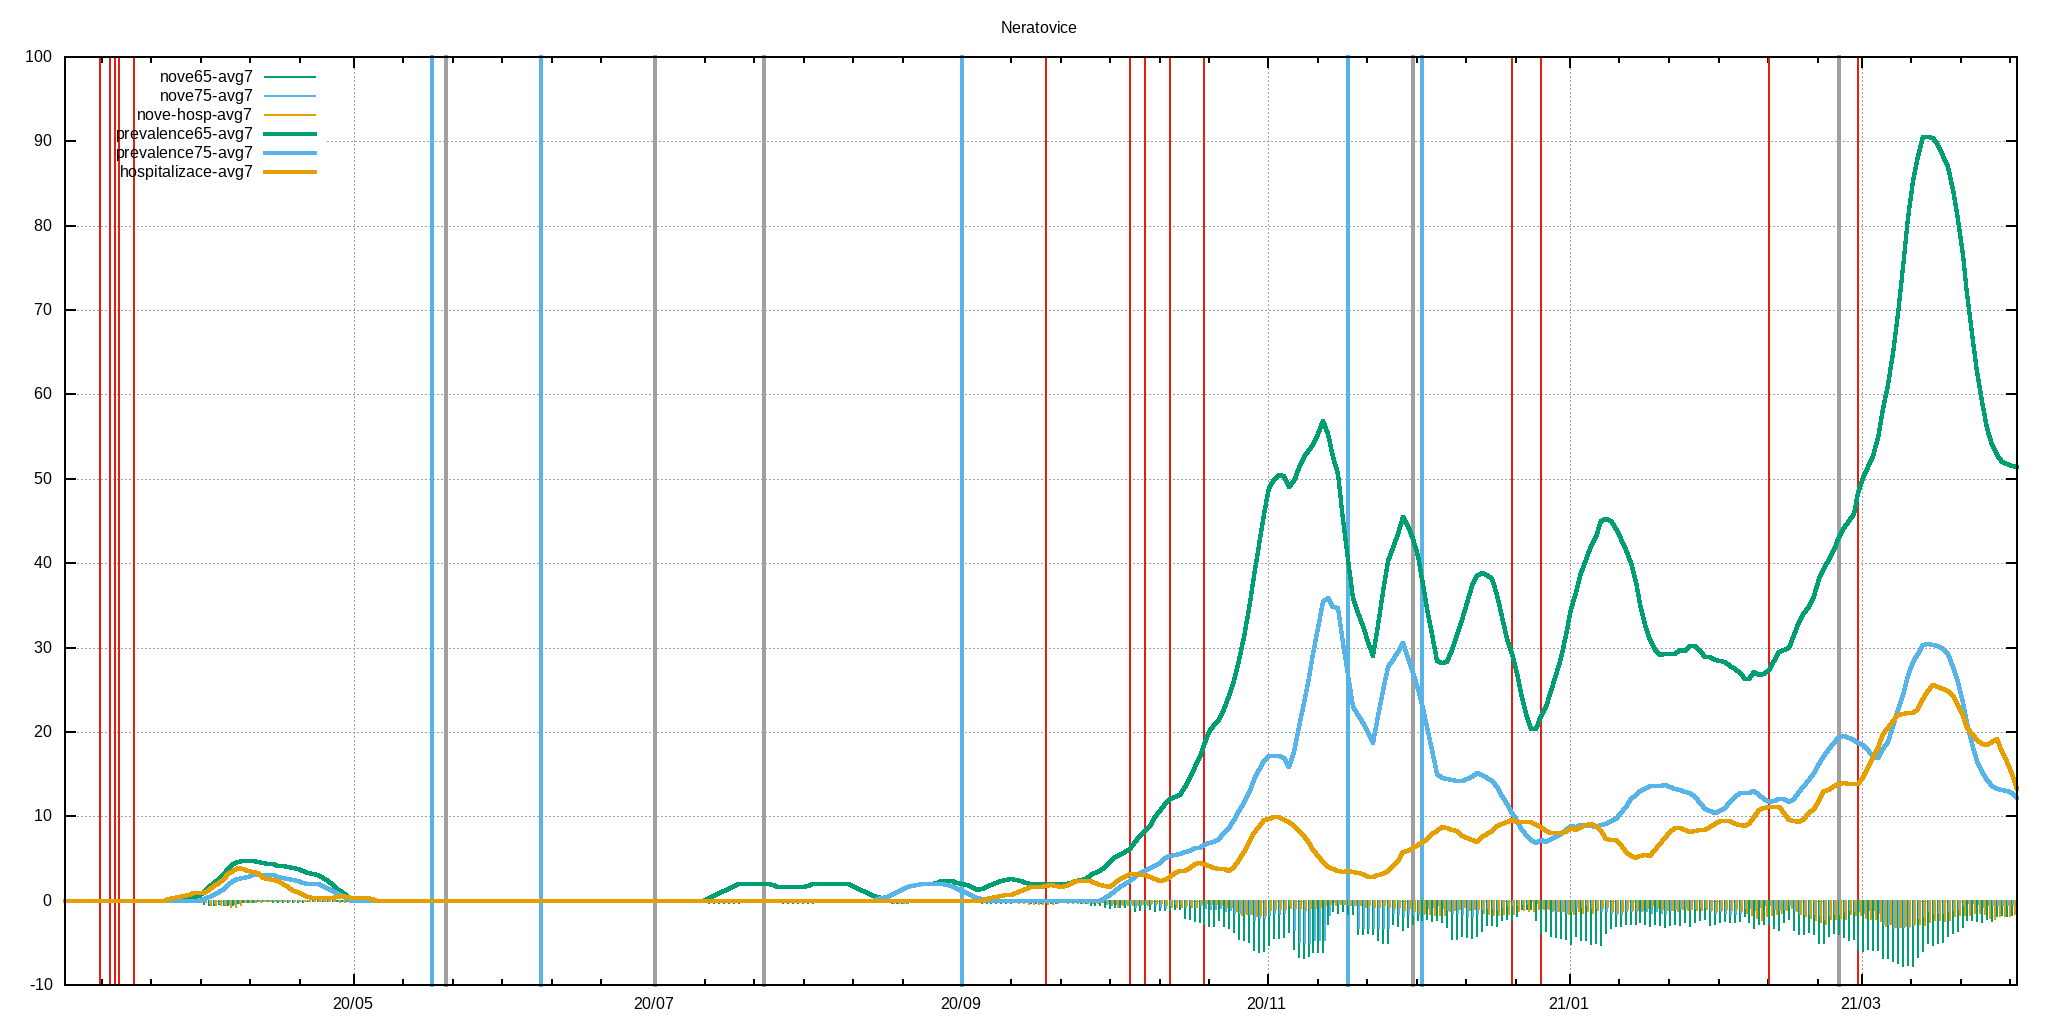 Neratovice
100
nove65-avg7
nove75-avg7
nove-hosp-avg7
prevalence65-avg7
90
prevalence75-avg7
hospitalizace-avg7
80
70
60
50
40
30
20
10
0
-10
20/05 20/07 20/09 20/11 21/01 21/03